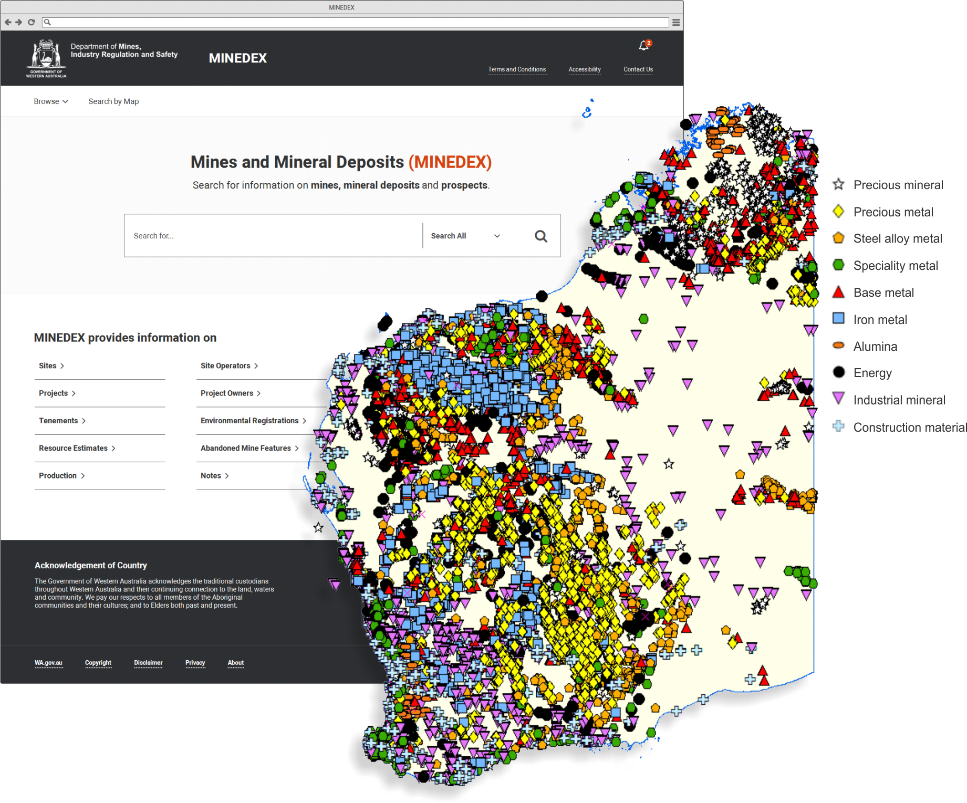 MINEDEX
GOVERNMENT OF
WESTERN AUSTRALIA
Department of Mines,
Industry Regulation and Safety
MINEDEX
2
Terms and Conditions
Accessibility
Contact Us
Browse
Search by Map
Mines and Mineral Deposits (MINEDEX)
Search for information on mines, mineral deposits and prospects.
Search for...
Search All
MINEDEX provides information on
Sites
Site Operators
Projects
Project Owners
Tenements
Environmental Registrations
Resource Estimates
Abandoned Mine Features
Production
Notes
Precious mineral
Precious metal
Steel alloy metal
Speciality metal
Base metal
Iron metal
Alumina
Energy
Industrial mineral
Construction material
Acknowledgement of Country
The Government of Western Australia acknowledges the traditional custodians
throughout Western Australia and their continuing connection to the land, waters
and community. We pay our respects to all members of the Aboriginal
communities and their cultures; and to Elders both past and present.
WA.gov.au
Copyright
Disclaimer
Privacy
About